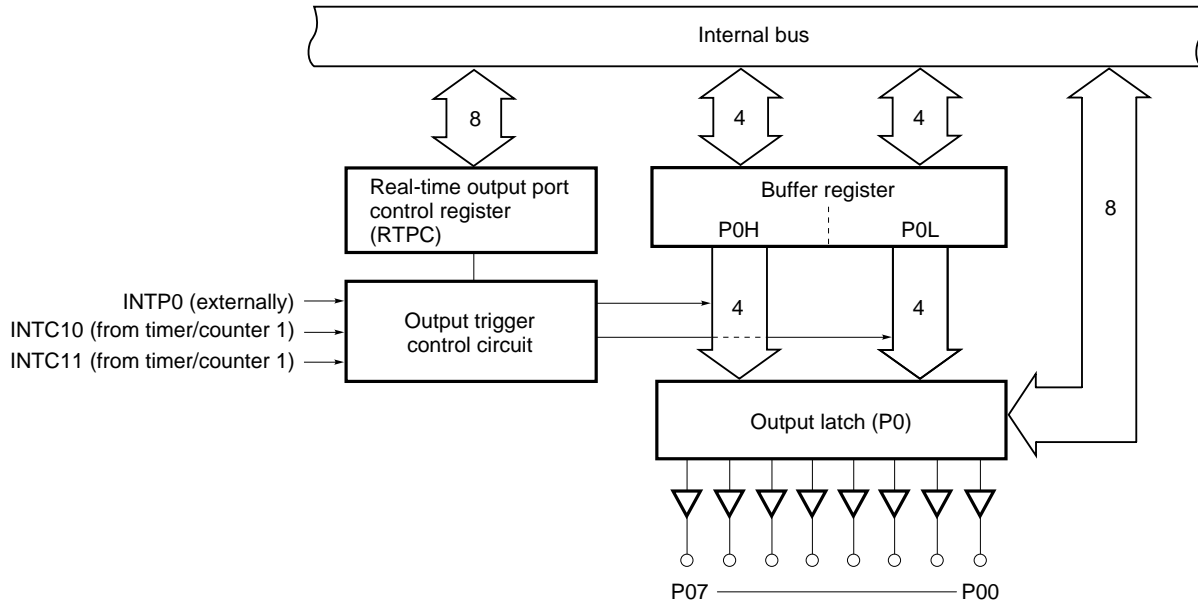 Internal bus
8
4
4
Real-time output port
control register
(RTPC)
Buffer register
P0H
P0L
8
INTP0 (externally)
INTC10 (from timer/counter 1)
INTC11 (from timer/counter 1)
Output trigger
control circuit
4
4
Output latch (P0)
P07
P00